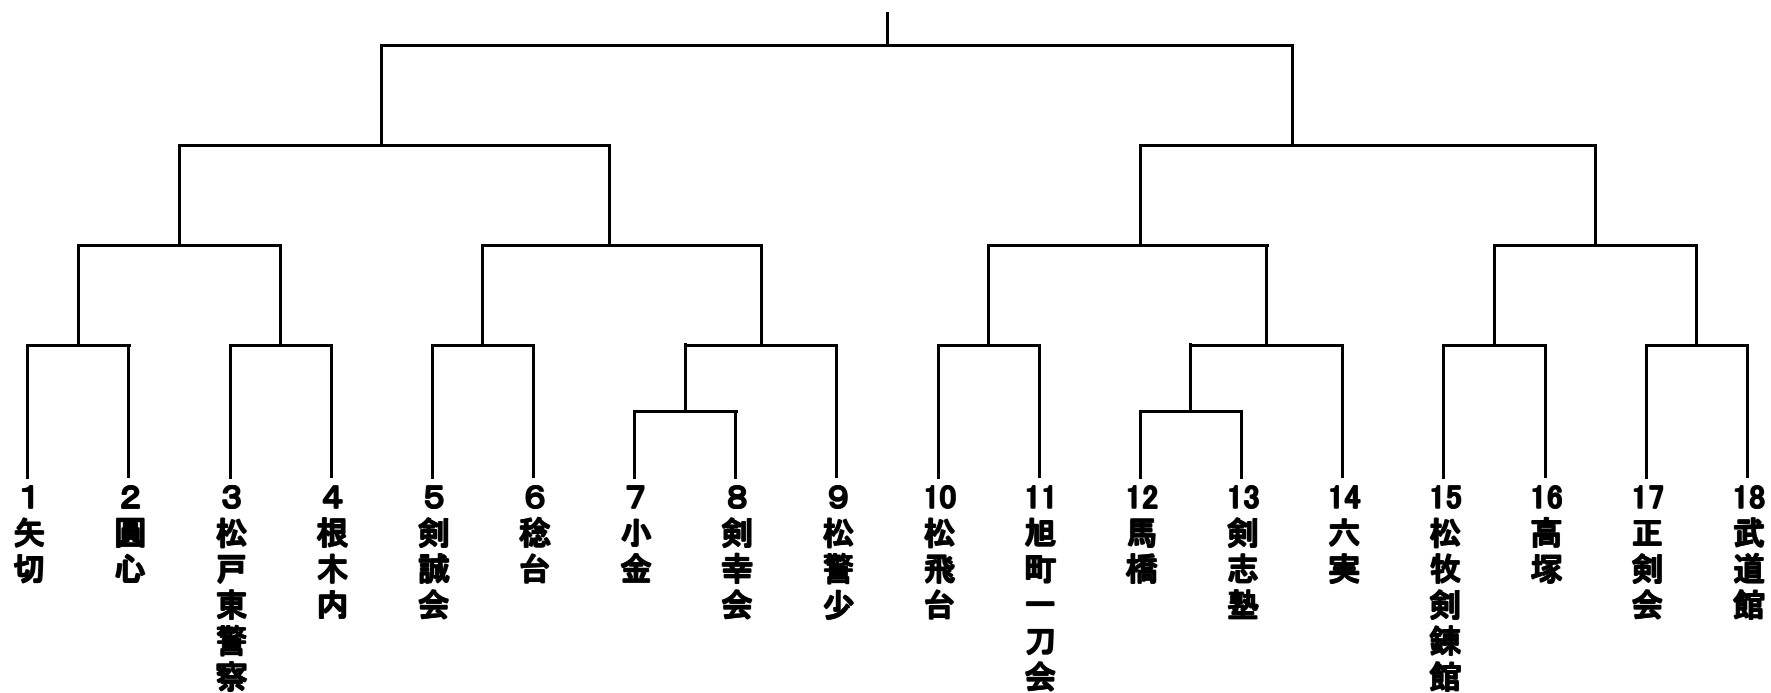 1 矢切
2 圓心
3 松戸東警察
4 根木内
5 剣誠会
6 稔台
7 小金
8 剣幸会
9 松警少
10 松飛台
11 旭町一刀会
12 馬橋
13 剣志塾
14 六実
15 松牧剣錬館
16 高塚
17 正剣会
18 武道館